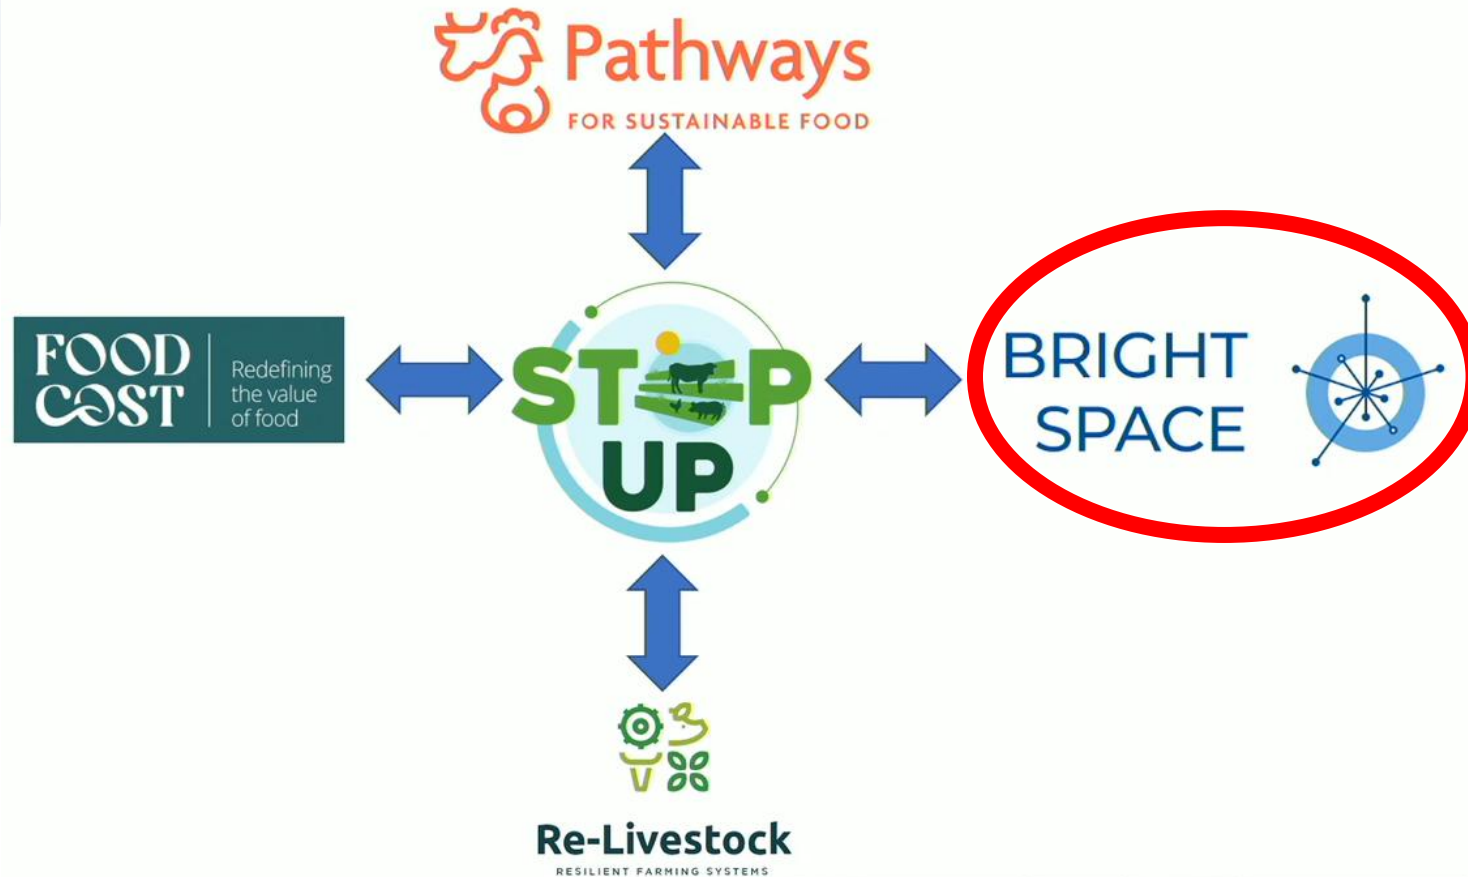 Pathways
FOR SUSTAINABLE FOOD
FOOD
COST
Redefining
the value
of food
STEP
UP
BRIGHT
SPACE
Re-Livestock
RESILIENT FARMING SYSTEMS